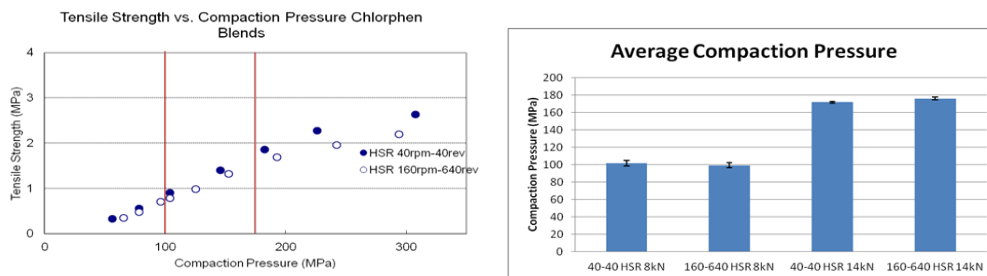 Tensile Strength vs. Compaction Pressure Chlorphen
Blends
Tensile Strength (MPa)
4
3
2
1
0
HSR 40rpm-40rev
HSR 160rpm-640rev
0 100 200 300
Compaction Pressure (MPa)
Average Compaction Pressure
Compaction Pressure (MPa)
200
180
160
140
120
100
80
60
40
20
0
40-40 HSR 8kN 160-640 HSR 8kN 40-40 HSR 14kN 160-640 HSR 14kN